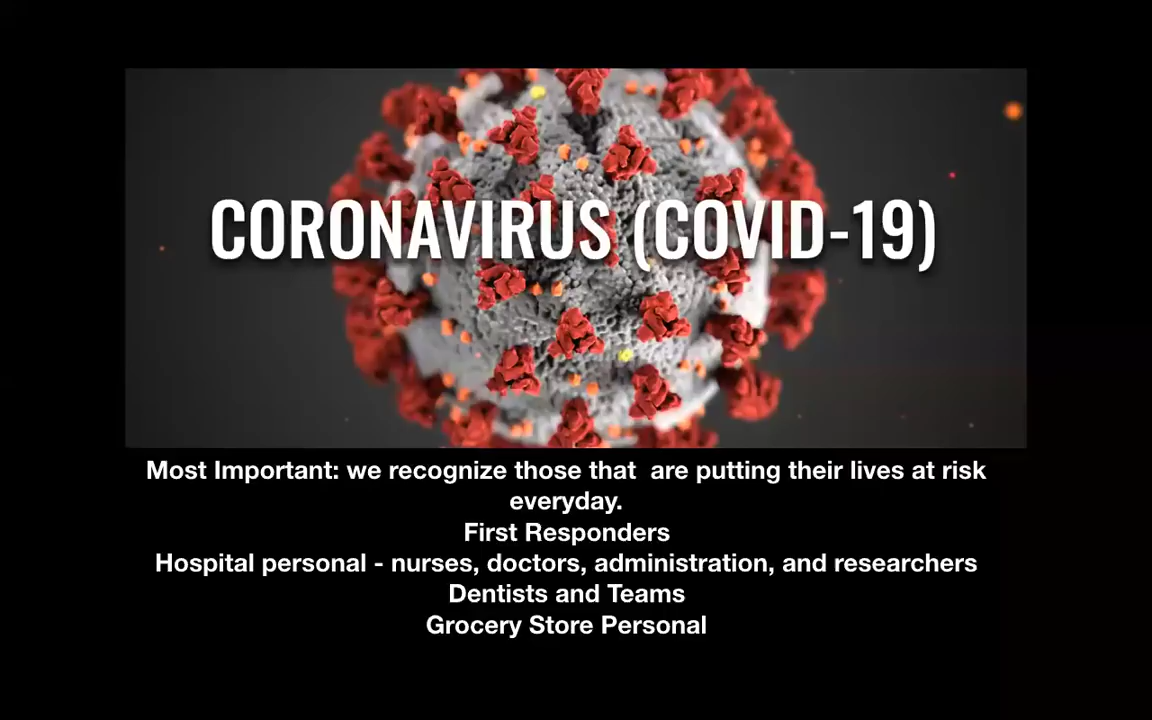 CORONAVIRUS (COVID-19)
Most Important: we recognize those that  are putting their lives at risk
everyday.
First Responders
Hospital personal - nurses, doctors, administration, and researchers
Dentists and Teams
Grocery Store Personal